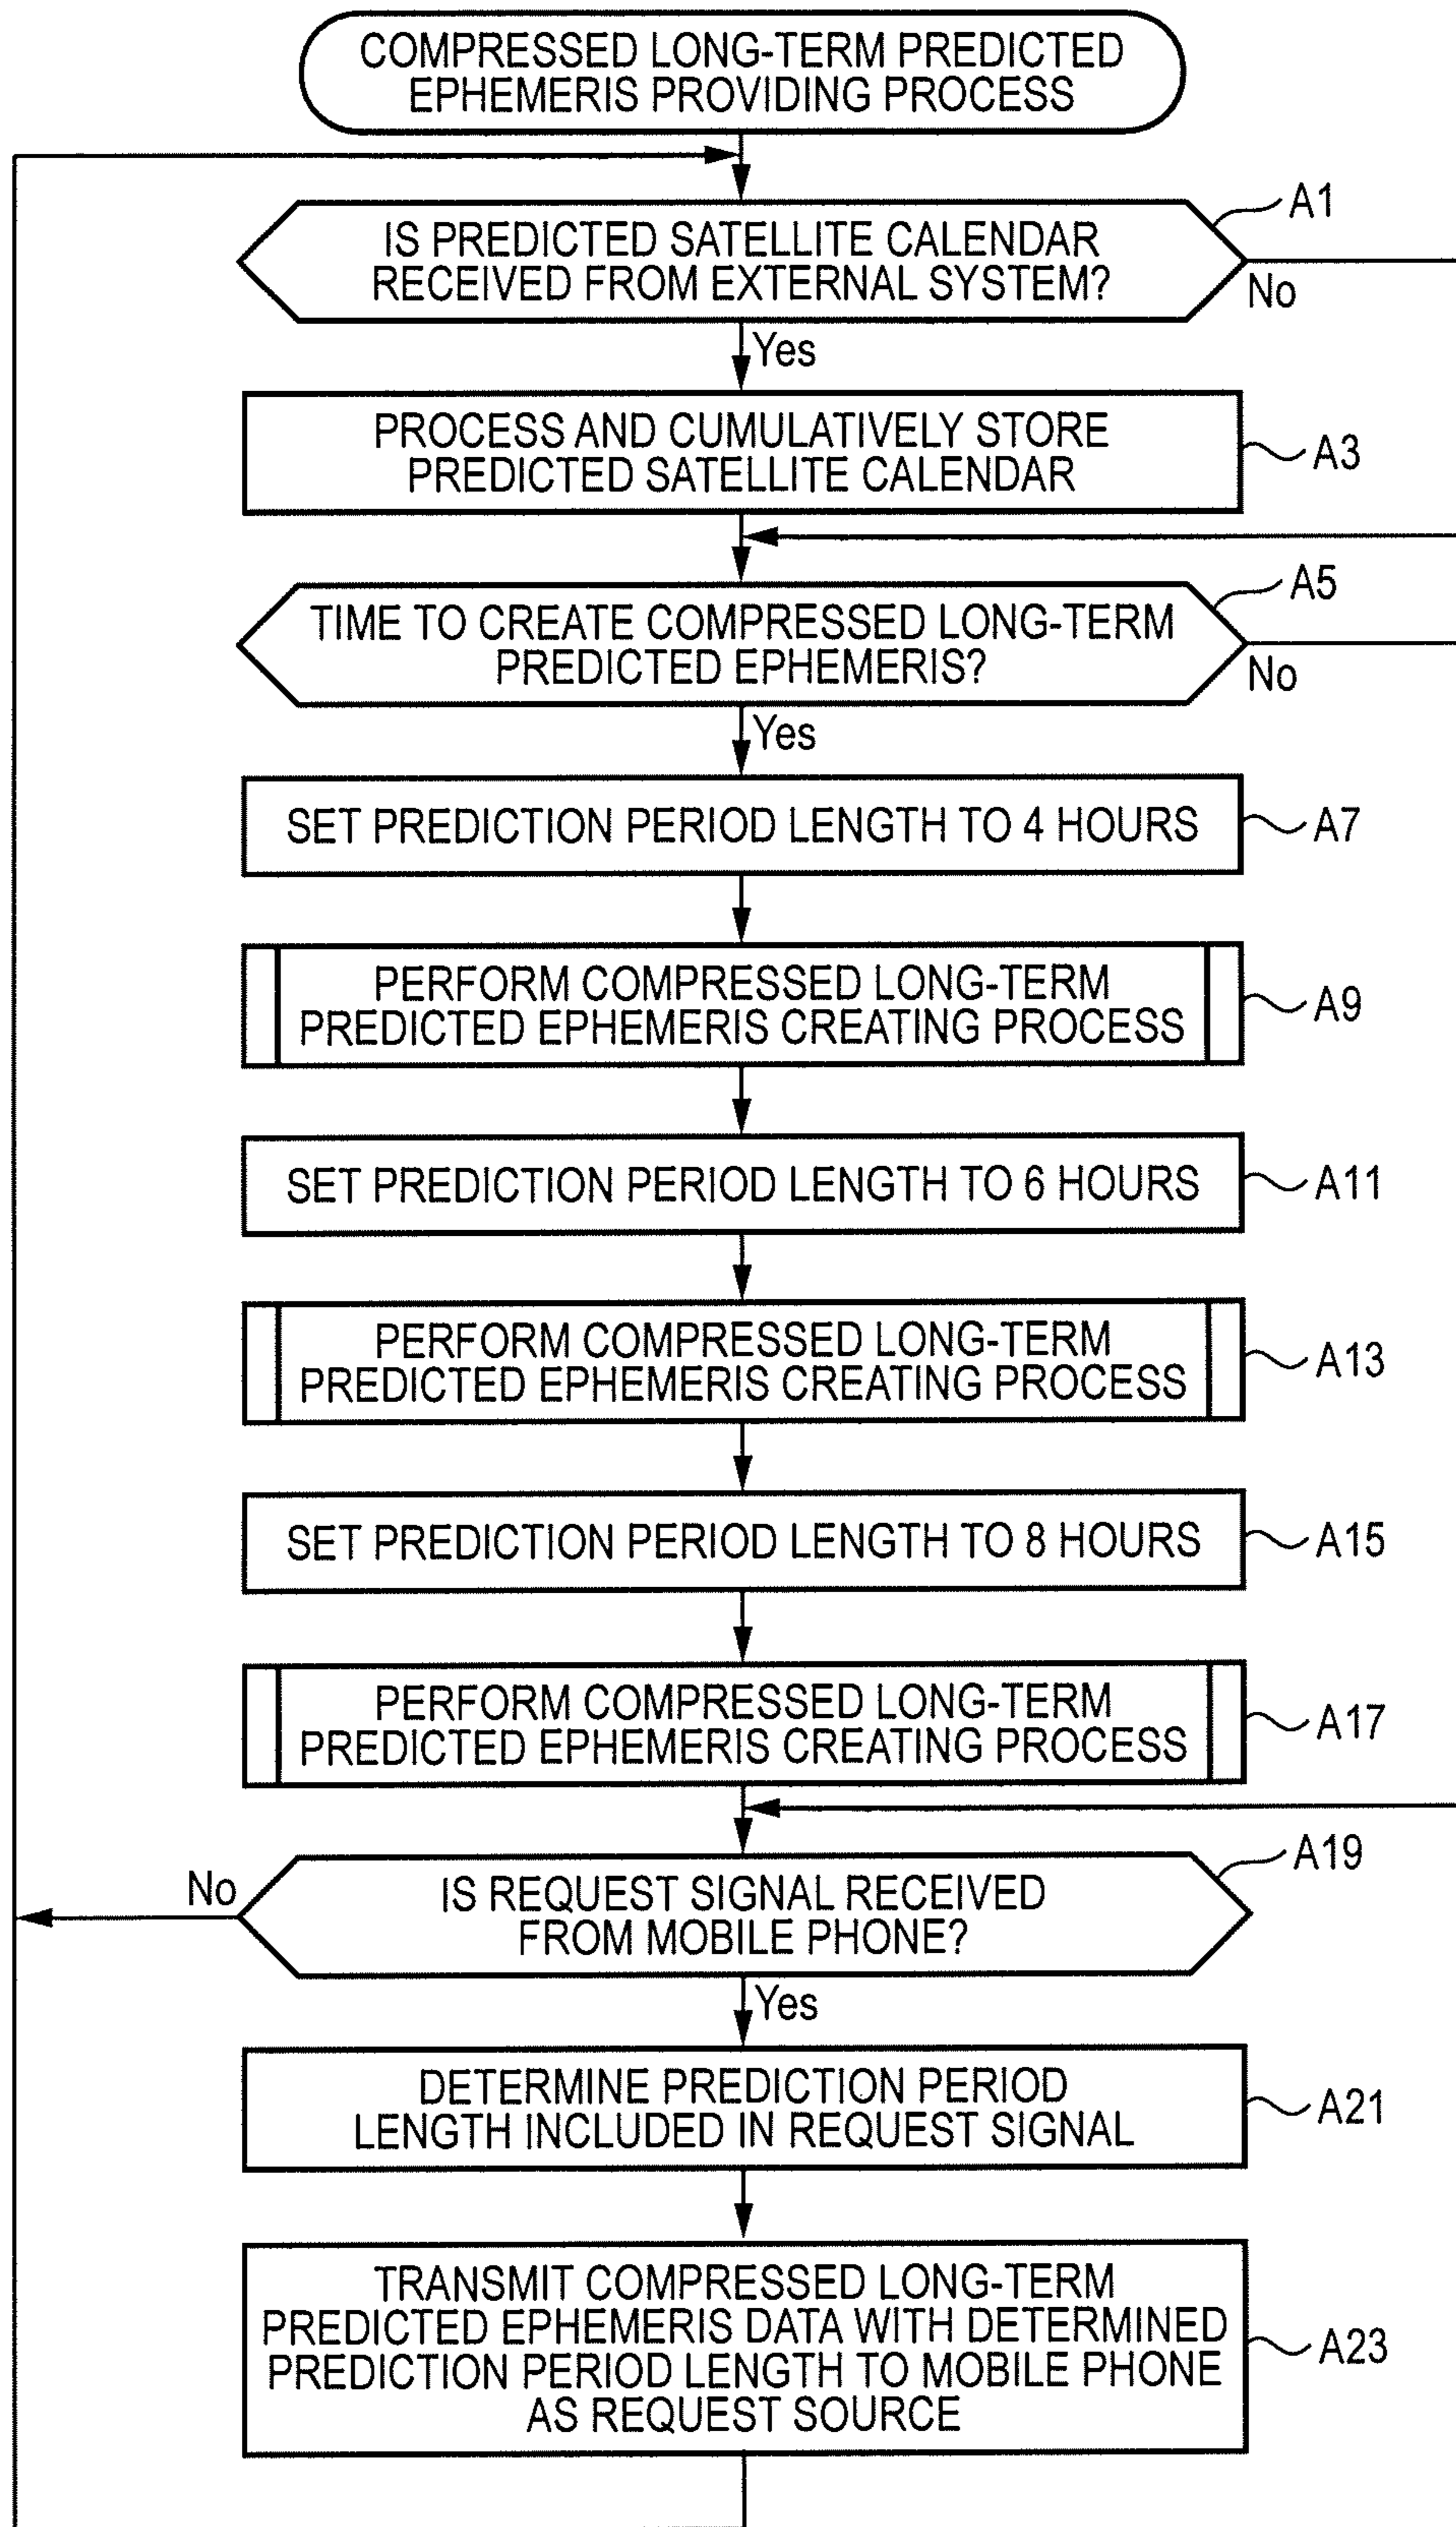 COMPRESSED LONG-TERM PREDICTED
EPHEMERIS PROVIDING PROCESS
A1
IS PREDICTED SATELLITE CALENDAR
RECEIVED FROM EXTERNAL SYSTEM?
No
Yes
PROCESS AND CUMULATIVELY STORE
PREDICTED SATELLITE CALENDAR
A3
A5
TIME TO CREATE COMPRESSED LONG-TERM
PREDICTED EPHEMERIS?
No
Yes
SET PREDICTION PERIOD LENGTH TO 4 HOURS
A7
PERFORM COMPRESSED LONG-TERM
PREDICTED EPHEMERIS CREATING PROCESS
A9
SET PREDICTION PERIOD LENGTH TO 6 HOURS
A11
PERFORM COMPRESSED LONG-TERM
PREDICTED EPHEMERIS CREATING PROCESS
A13
SET PREDICTION PERIOD LENGTH TO 8 HOURS
A15
PERFORM COMPRESSED LONG-TERM
PREDICTED EPHEMERIS CREATING PROCESS
A17
A19
No
IS REQUEST SIGNAL RECEIVED
FROM MOBILE PHONE?
Yes
DETERMINE PREDICTION PERIOD
LENGTH INCLUDED IN REQUEST SIGNAL
A21
TRANSMIT COMPRESSED LONG-TERM
PREDICTED EPHEMERIS DATA WITH DETERMINED
PREDICTION PERIOD LENGTH TO MOBILE PHONE
AS REQUEST SOURCE
A23